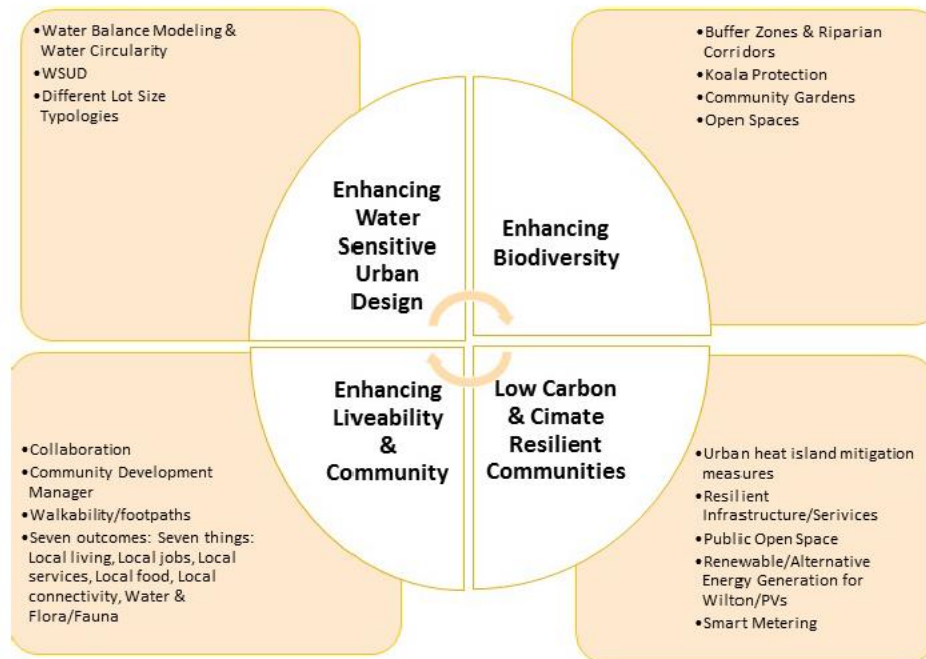 •Water Balance Modeling &
Water Circularity
•WSUD
•Different Lot Size
Typologies
•Buffer Zones & Riparian
Corridors
•Koala Protection
•Community Gardens
•Open Spaces
Enhancing
Water
Sensitive
Urban
Design
Enhancing
Biodiversity
Enhancing
Liveability
&
Community
Low Carbon
& Cimate
Resilient
Communities
•Collaboration
•Community Development
Manager
•Walkability/footpaths
•Seven outcomes: Seven things:
Local living, Local jobs, Local
services, Local food, Local
connectivity, Water &
Flora/Fauna
•Urban heat island mitigation
measures
•Resilient
Infrastructure/Serivices
•Public Open Space
•Renewable/Alternative
Energy Generation for
Wilton/PVs
•Smart Metering